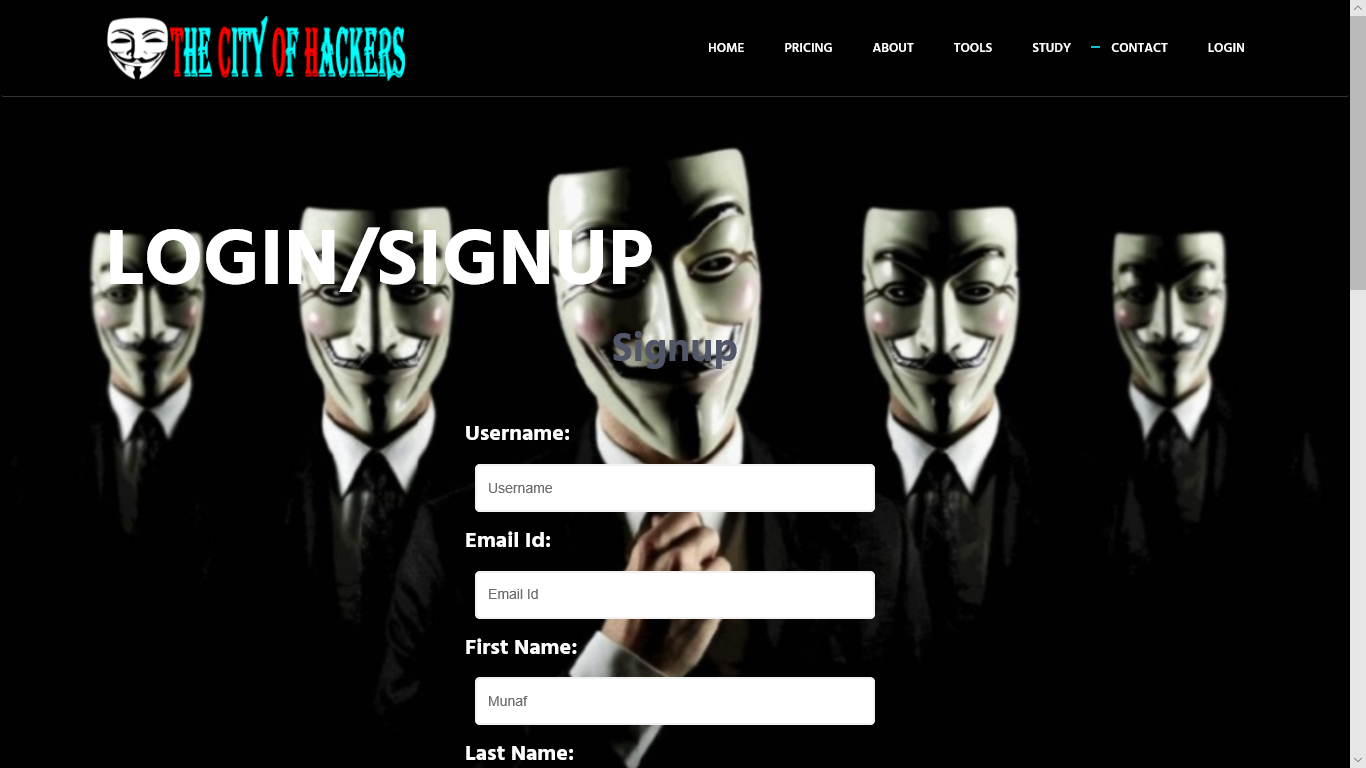 THE CITY OF HACKERS
HOME PRICING ABOUT TOOLS STUDY CONTACT LOGIN
LOGIN/SIGNUP
Signup
Username:
Username
Email Id:
Email Id
First Name:
Munaf
Last Name: